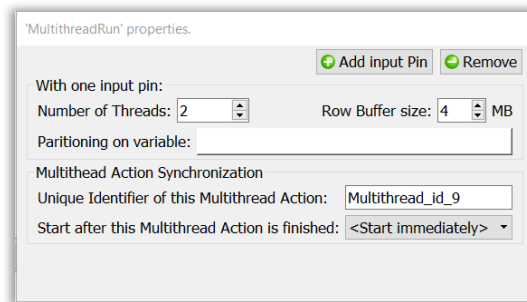 'MultithreadRun' properties.
Add input Pin Remove
With one input pin:
Number of Threads: 2 Row Buffer size: 4 MB
Paritioning on variable:
Multihead Action Synchronization
Unique Identifier of this Multithread Action: Multithread_id_9
Start after this Multithread Action is finished: <Start immediately>